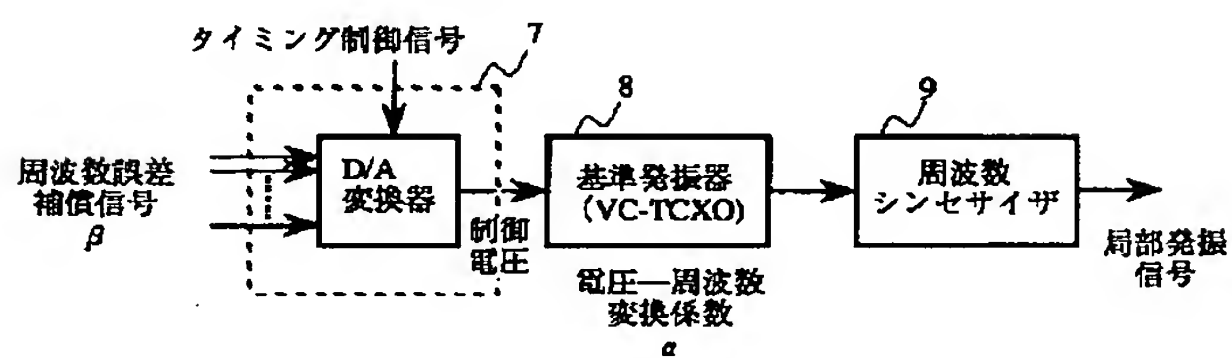 タイミング制御信号
7
8
9
周波数誤差
補償信号
β
D/A
変換器
制御
電圧
基準発振器
(VC-TCXO)
電圧―周波数
変換係数
α
周波数
シンセサイザ
局部発振
信号